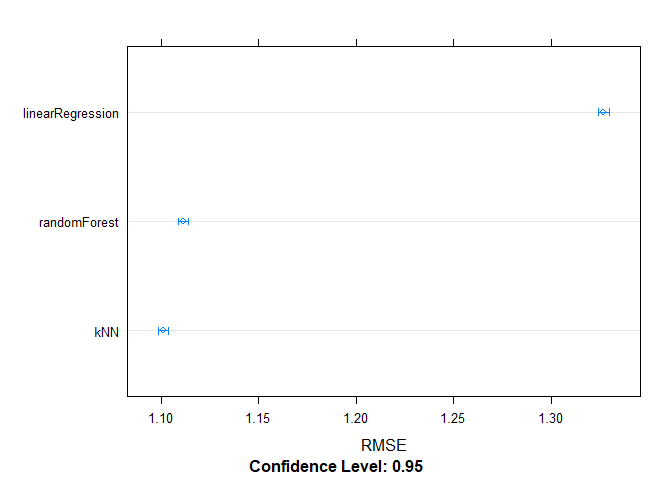 linearRegression
randomForest
kNN
1.10 1.15 1.20 1.25 1.30
RMSE
Confidence Level: 0.95